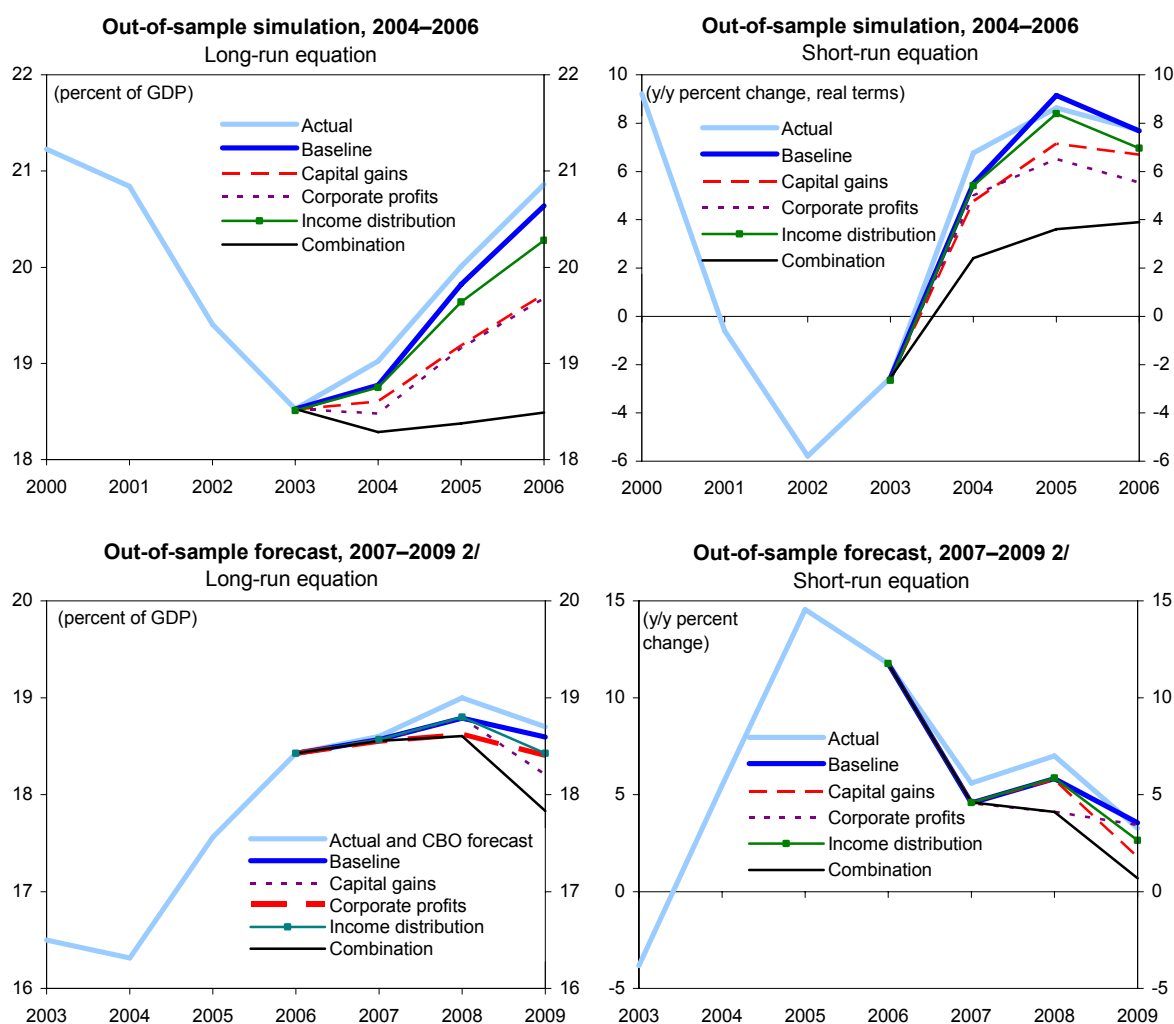 Out-of-sample simulation, 2004–2006
Long-run equation
22
22
(percent of GDP)
Actual
Baseline
Capital gains
Corporate profits
Income distribution
Combination
21
21
20
20
19
19
18
18
2000 2001 2002 2003 2004 2005 2006
Out-of-sample simulation, 2004–2006
Short-run equation
10
10
(y/y percent change, real terms)
Actual
Baseline
Capital gains
Corporate profits
Income distribution
Combination
8
8
6
6
4
4
2
2
0
0
-2
-2
-4
-4
-6
-6
2000 2001 2002 2003 2004 2005 2006
Out-of-sample forecast, 2007–2009 2/
Long-run equation
20
20
(percent of GDP)
19
19
18
18
Actual and CBO forecast
Baseline
Capital gains
Corporate profits
Income distribution
Combination
17
17
16
16
2003 2004 2005 2006 2007 2008 2009
Out-of-sample forecast, 2007–2009 2/
Short-run equation
15
15
(y/y percent
change)
10
10
Actual
Baseline
Capital gains
Corporate profits
Income distribution
Combination
5
5
0
0
-5
-5
2003 2004 2005 2006 2007 2008 2009